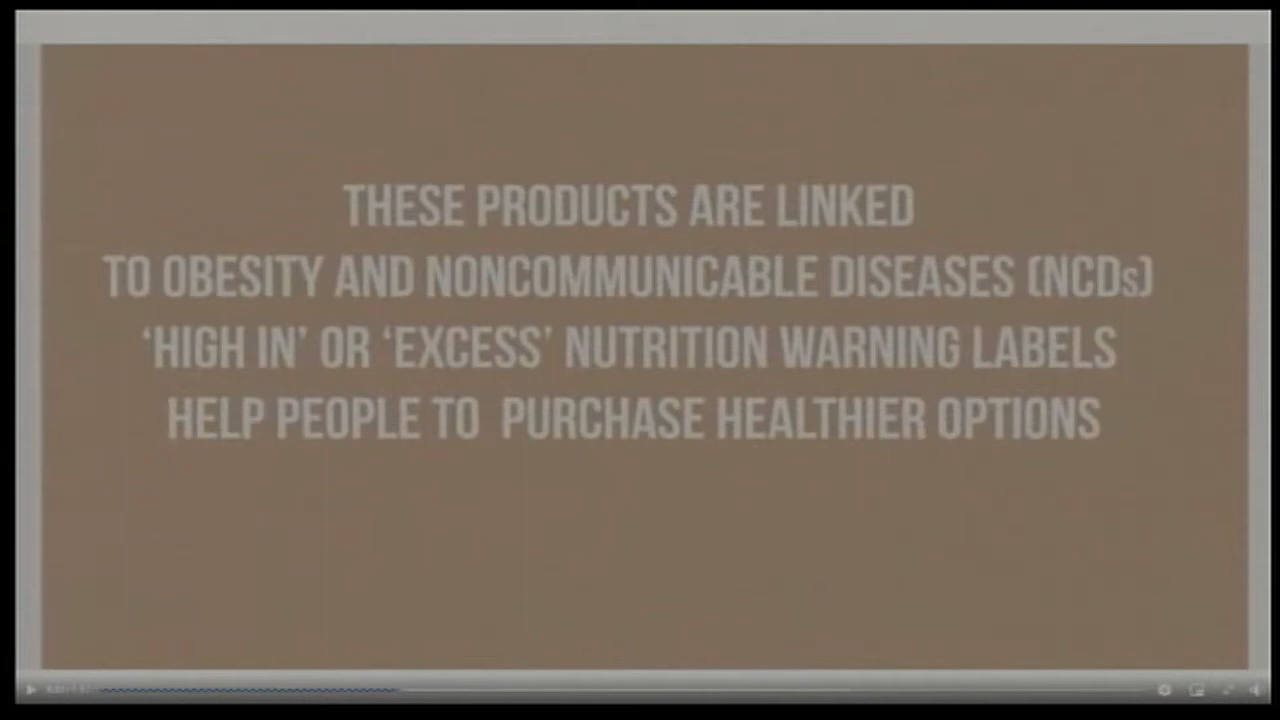 THESE PRODUCTS ARE LINKED
TO OBESITY AND NONCOMMUNICABLE DISEASES (NCDs)
‘HIGH IN’ OR ‘EXCESS’ NUTRITION WARNING LABELS
HELP PEOPLE TO PURCHASE HEALTHIER OPTIONS